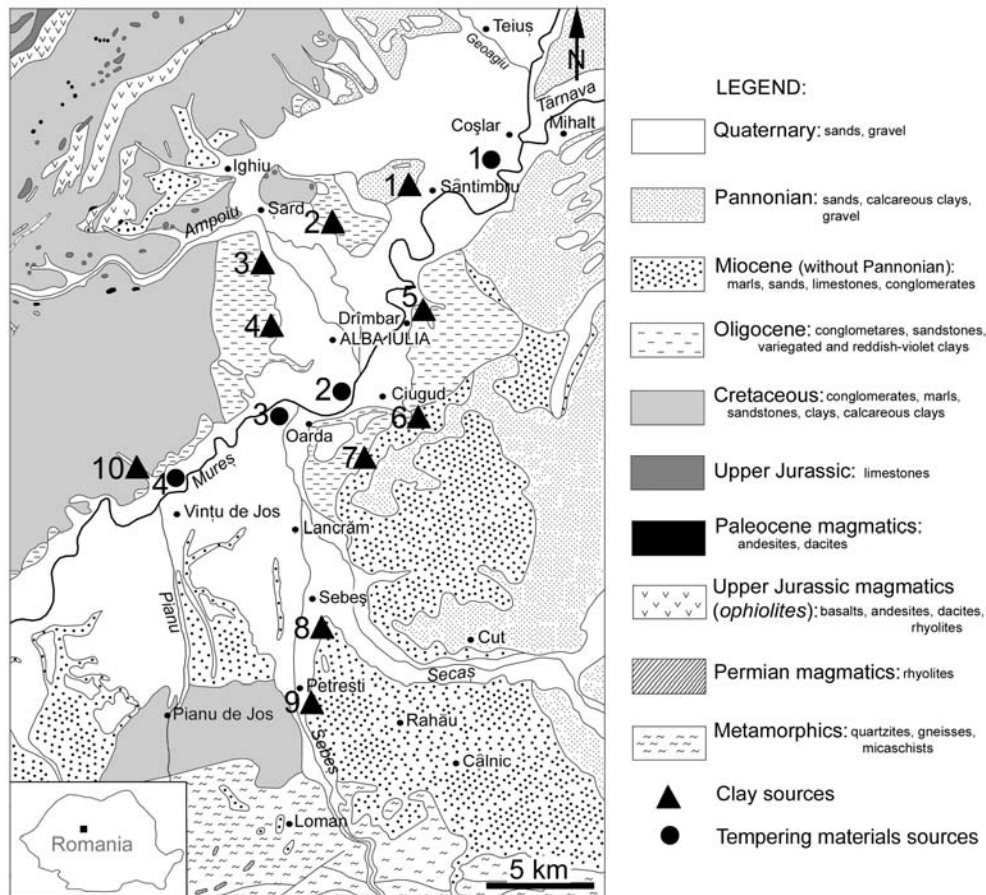 Teiuș
Geoagiu
N
Târnava
Coşlar
Mihalt
1
Ighiu
1
Sântimbru
Șard
2
Ampoiu
3
5
Drîmbar
4
ALBA IULIA
2
Ciugud
3
6
Oarda
7
10
4
Mureș
Vințu de Jos
Lancrăm
Pianu
Sebeş
8
Cut
Secas
Petrești
9
Pianu de Jos
Rahău
Sebeș
Câlnic
Loman
Romania
5 km
LEGEND:
Quaternary: sands, gravel
Pannonian: sands, calcareous clays,
gravel
Miocene (without Pannonian):
marls, sands, limestones, conglomerates
Oligocene: conglometares, sandstones,
variegated and reddish-violet clays
Cretaceous: conglomerates, marls,
sandstones, clays, calcareous clays
Upper Jurassic: limestones
Paleocene magmatics:
andesites, dacites
Upper Jurassic magmatics
(ophiolites): basalts, andesites, dacites,
rhyolites
Permian magmatics: rhyolites
Metamorphics: quartzites, gneisses,
micaschists
Clay sources
Tempering materials sources